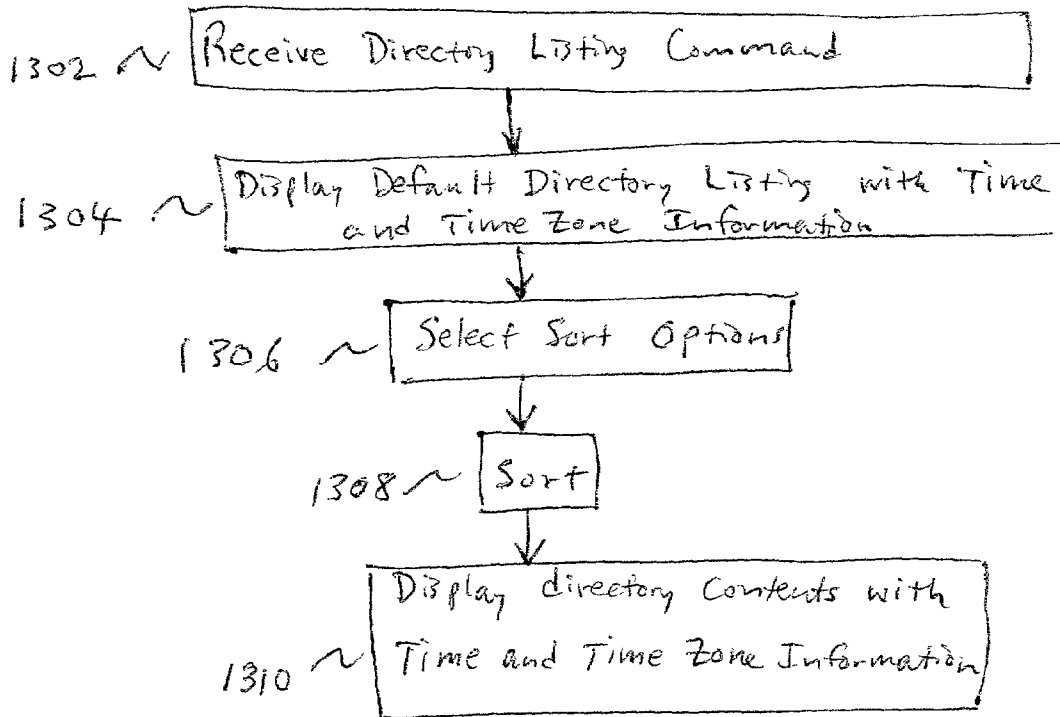 1302 Receive Directory Listing Command
1304 Display Default Directory Listing with Time
and Time Zone Information
1306 Select Sort Options
1308 Sort
Display directory Contents with
1310 Time and Time Zone Information